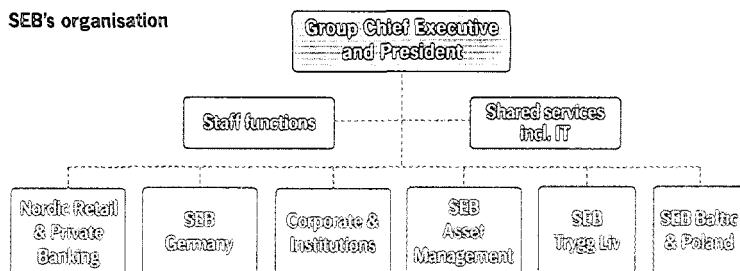 SEB's organisation
Group Chief Executive
and President
Staff functions
Shared services
incl. IT
Nordic Retail
& Private
Banking
SEB
Germany
Corporate &
Institutions
SEB
Asset
Management
SEB
Trygg Liv
SEB Baltic
& Poland